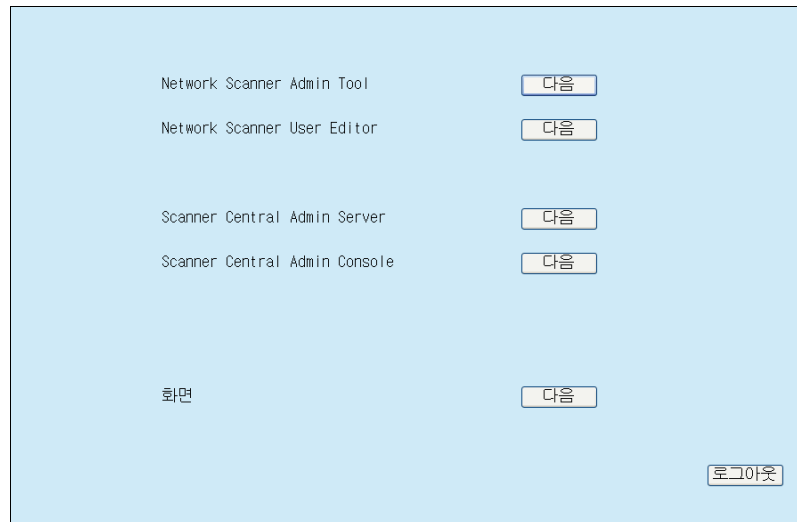 Network Scanner Admin Tool 다음
Network Scanner User Editor 다음
Scanner Central Admin Server 다음
Scanner Central Admin Console 다음
화면 다음
로그아웃